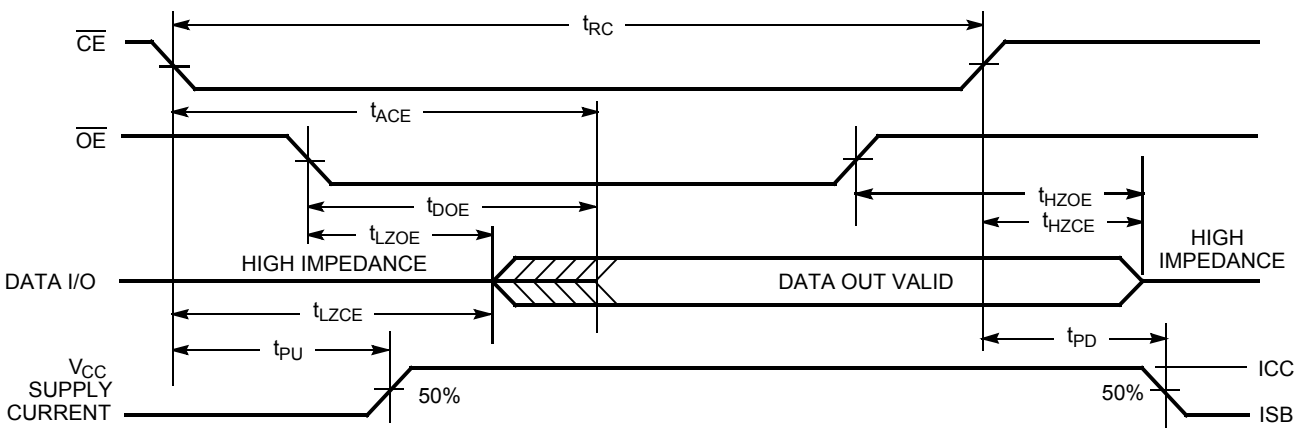 tRC
CE
tACE
OE
tDOE
tHZOE
tLZOE
tHZCE
HIGH IMPEDANCE
HIGH
IMPEDANCE
DATA I/O
DATA OUT VALID
tLZCE
tPU
tPD
VCC
SUPPLY
CURRENT
50%
50%
ICC
ISB